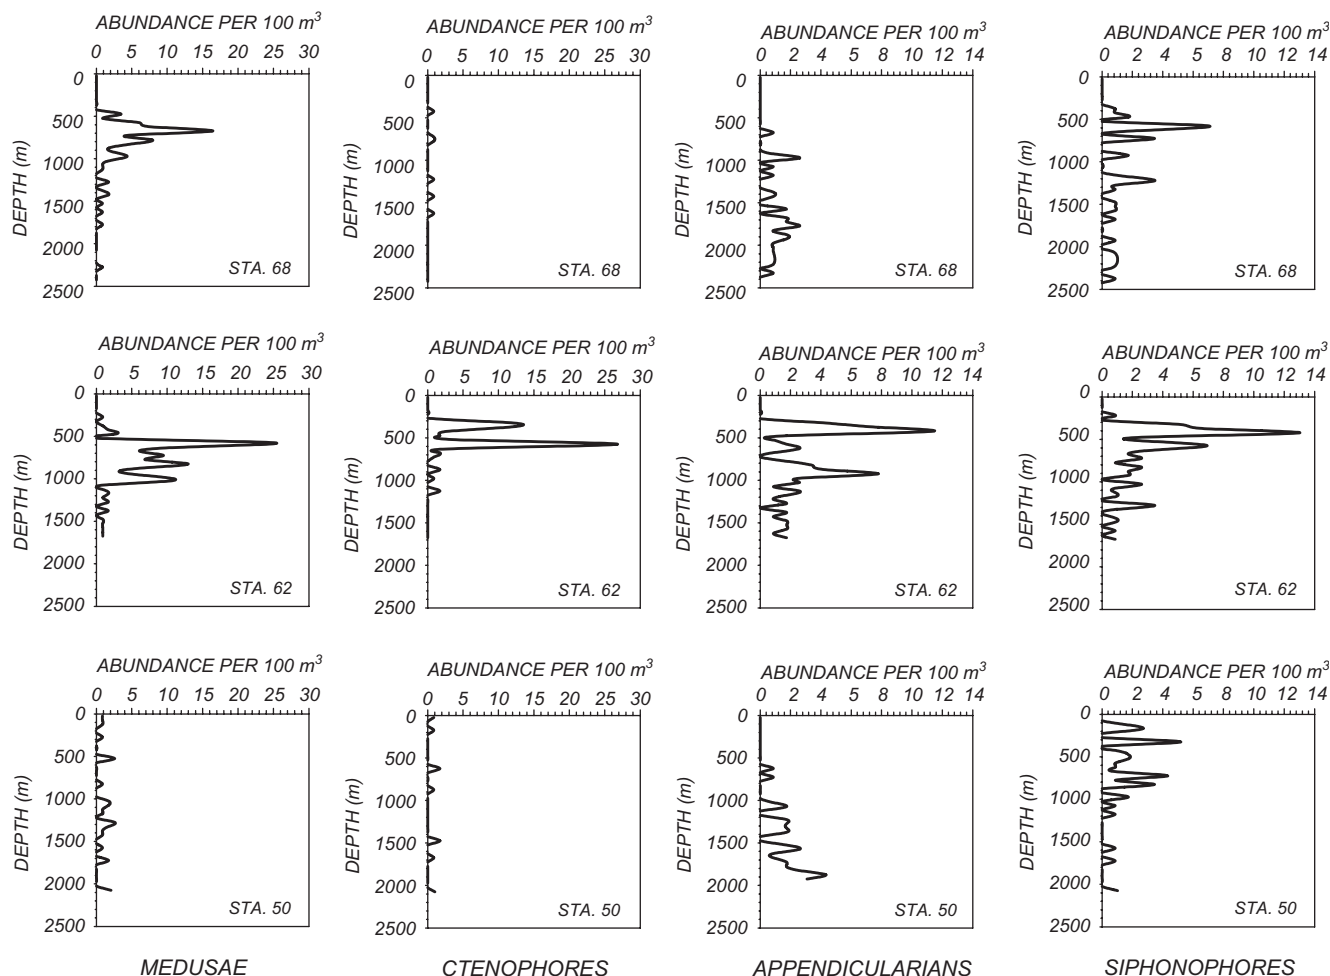 ABUNDANCE PER 100 m³ ABUNDANCE PER 100 m³ ABUNDANCE PER 100 m³ ABUNDANCE PER 100 m³
0 5 10 15 20 25 30 0 5 10 15 20 25 30 0 2 4 6 8 10 12 14 0 2 4 6 8 10 12 14
0 0 0 0
500 500 500 500
1000 1000 1000 1000
DEPTH (m) DEPTH (m) DEPTH (m) DEPTH (m)
1500 1500 1500 1500
2000 2000 2000 2000
STA. 68 STA. 68 STA. 68 STA. 68
2500 2500 2500 2500
ABUNDANCE PER 100 m³ ABUNDANCE PER 100 m³ ABUNDANCE PER 100 m³ ABUNDANCE PER 100 m³
0 5 10 15 20 25 30 0 5 10 15 20 25 30 0 2 4 6 8 10 12 14 0 2 4 6 8 10 12 14
0 0 0 0
500 500 500 500
1000 1000 1000 1000
DEPTH (m) DEPTH (m) DEPTH (m) DEPTH (m)
1500 1500 1500 1500
2000 2000 2000 2000
STA. 62 STA. 62 STA. 62 STA. 62
2500 2500 2500 2500
ABUNDANCE PER 100 m³ ABUNDANCE PER 100 m³ ABUNDANCE PER 100 m³ ABUNDANCE PER 100 m³
0 5 10 15 20 25 30 0 5 10 15 20 25 30 0 2 4 6 8 10 12 14 0 2 4 6 8 10 12 14
0 0 0 0
500 500 500 500
1000 1000 1000 1000
DEPTH (m) DEPTH (m) DEPTH (m) DEPTH (m)
1500 1500 1500 1500
2000 2000 2000 2000
STA. 50 STA. 50 STA. 50 STA. 50
2500 2500 2500 2500
MEDUSAE CTENOPHORES APPENDICULARIANS SIPHONOPHORES